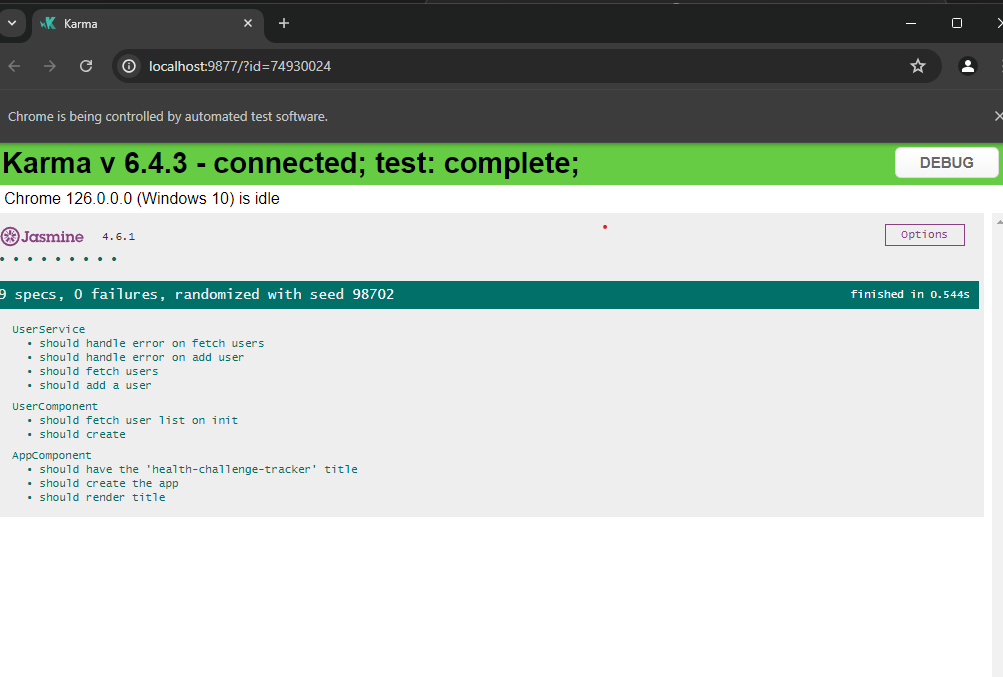 Karma
localhost:9877/?id=74930024
Chrome is being controlled by automated test software.
Karma v 6.4.3 - connected; test: complete;
DEBUG
Chrome 126.0.0.0 (Windows 10) is idle
Jasmine 4.6.1
Options
9 specs, 0 failures, randomized with seed 98702
finished in 0.544s
UserService
• should handle error on fetch users
• should handle error on add user
• should fetch users
• should add a user
UserComponent
• should fetch user list on init
• should create
AppComponent
• should have the 'health-challenge-tracker' title
• should create the app
• should render title